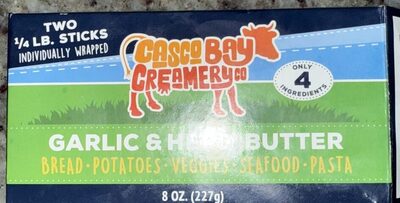 TWO
1/4 LB. STICKS
INDIVIDUALLY WRAPPED
CASCO BAY
CREAMERY CO
ONLY
4
INGREDIENTS
GARLIC & HERB BUTTER
BREAD · POTATOES · VEGGIES · SEAFOOD · PASTA
8 OZ. (227g)